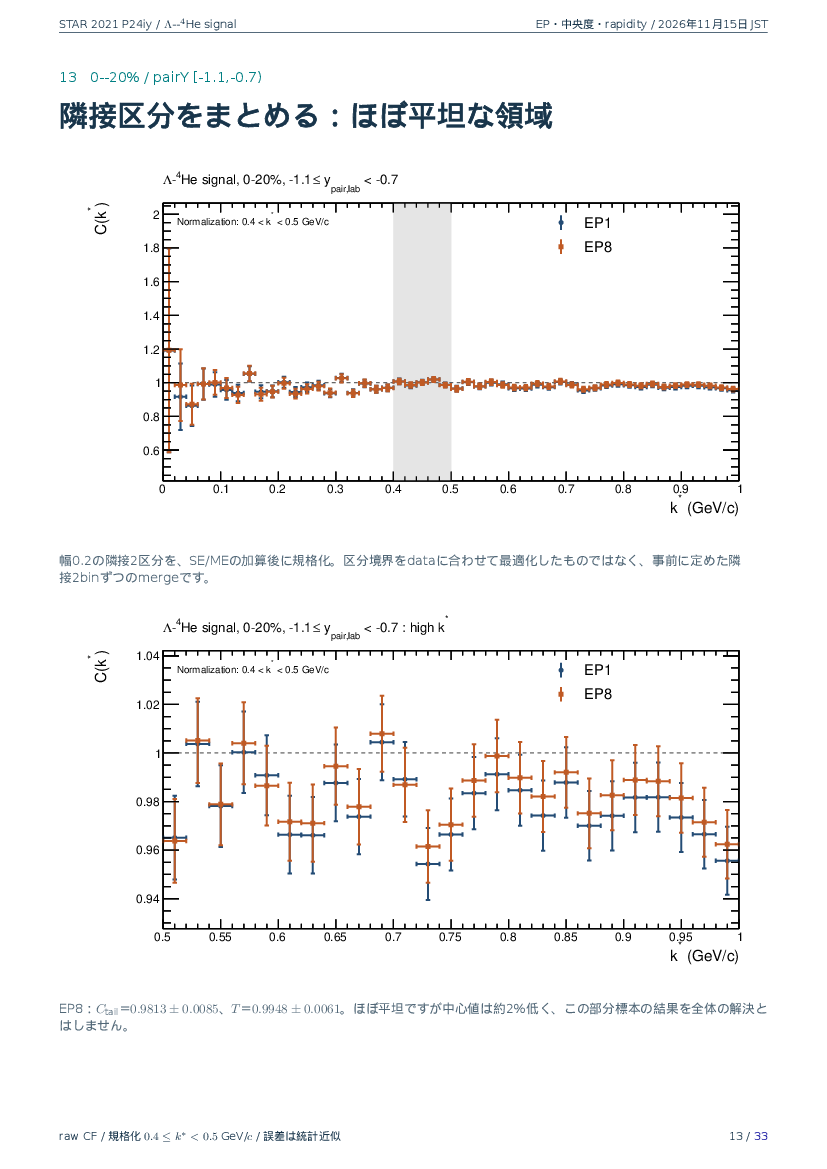 STAR 2021 P24iy / Λ--⁴He signal
EP・中央度・rapidity / 2026年11月15日 JST
13 0--20% / pairY [-1.1,-0.7)
隣接区分をまとめる：ほぼ平坦な領域
Λ-⁴He signal, 0-20%, -1.1≤ y_pair,lab < -0.7
C(k*)
Normalization: 0.4 < k* < 0.5 GeV/c
EP1
EP8
2
1.8
1.6
1.4
1.2
1
0.8
0.6
0 0.1 0.2 0.3 0.4 0.5 0.6 0.7 0.8 0.9 1
k* (GeV/c)
幅0.2の隣接2区分を、SE/MEの加算後に規格化。区分境界をdataに合わせて最適化したものではなく、事前に定めた隣
接2binずつのmergeです。
Λ-⁴He signal, 0-20%, -1.1≤ y_pair,lab < -0.7 : high k*
C(k*)
Normalization: 0.4 < k* < 0.5 GeV/c
EP1
EP8
1.04
1.02
1
0.98
0.96
0.94
0.5 0.55 0.6 0.65 0.7 0.75 0.8 0.85 0.9 0.95 1
k* (GeV/c)
EP8：C_tail=0.9813 ± 0.0085、T=0.9948 ± 0.0061。ほぼ平坦ですが中心値は約2%低く、この部分標本の結果を全体の解決と
はしません。
raw CF / 規格化 0.4 ≤ k* < 0.5 GeV/c / 誤差は統計近似
13 / 33